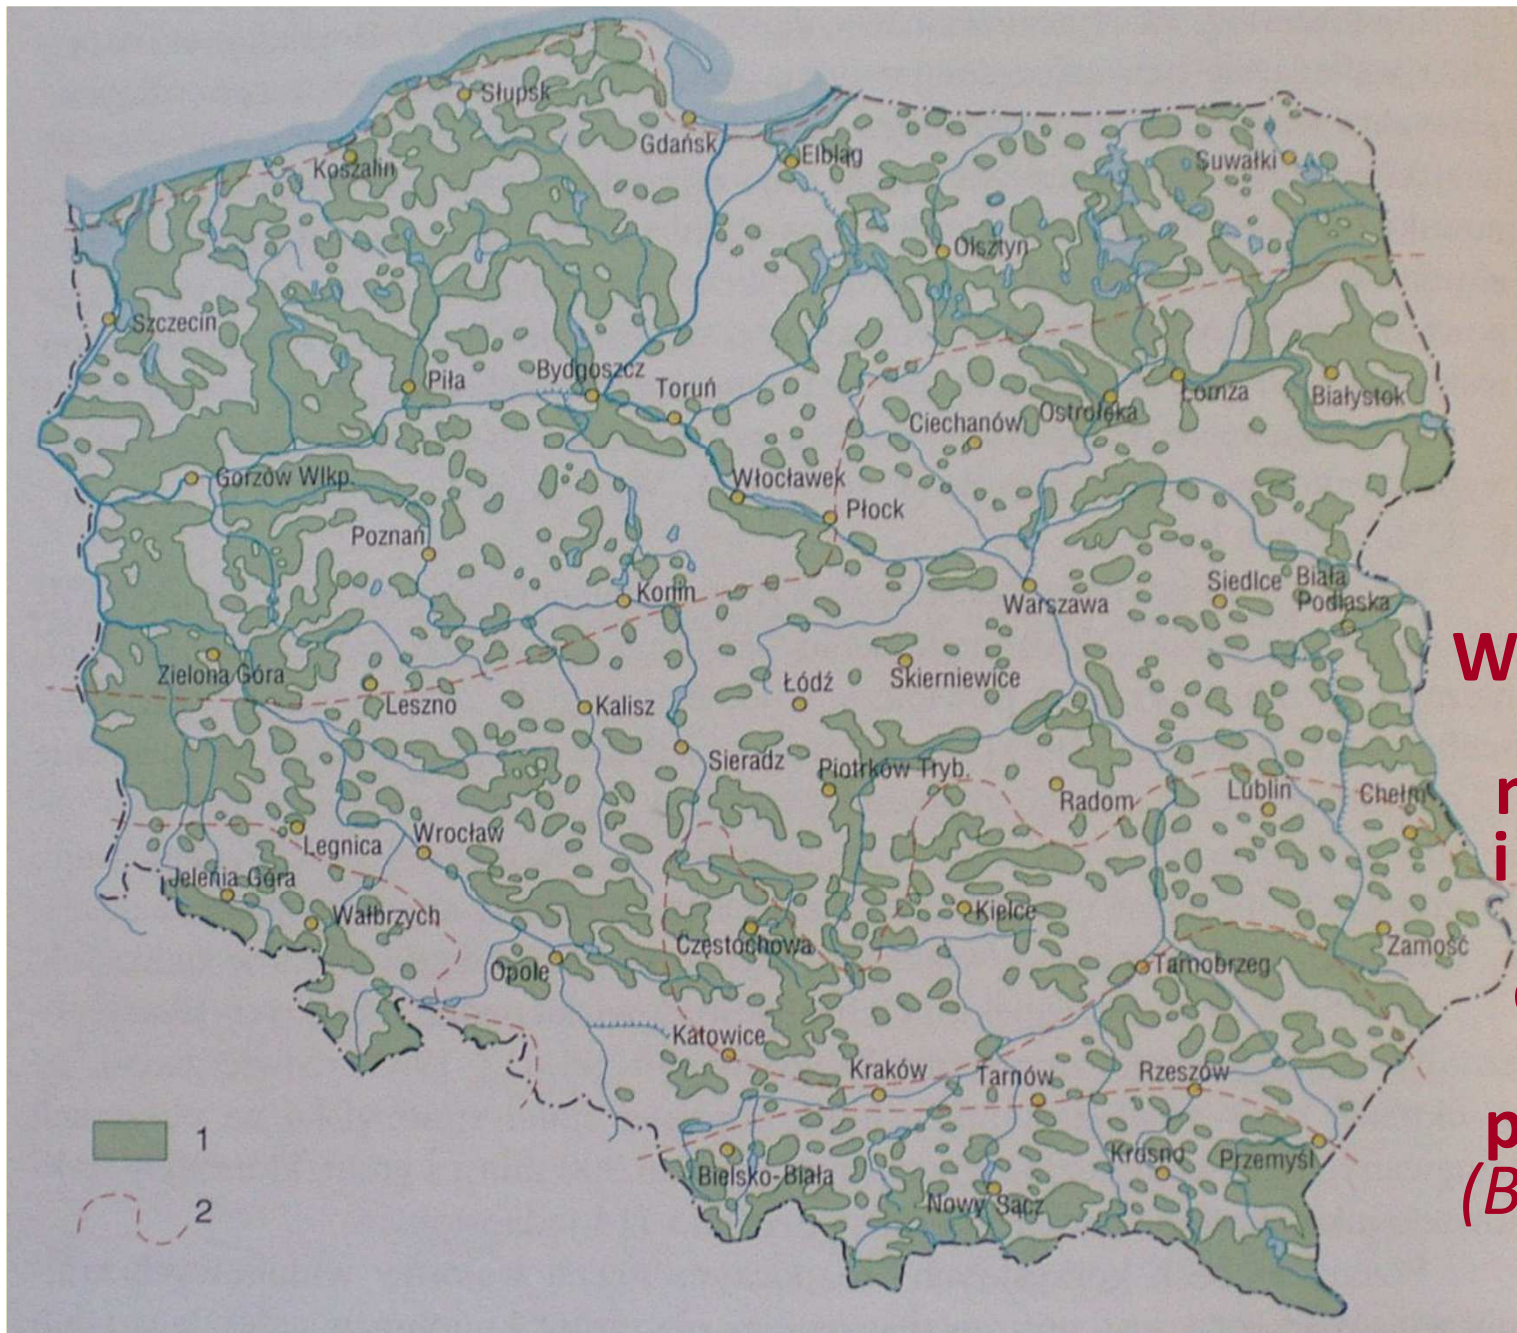 Słupsk
Gdańsk
Elbląg
Suwałki
Koszalin
Olsztyn
Szczecin
Piła
Bydgoszcz
Toruń
Łomża
Białystok
Ostrołęka
Ciechanów
Gorzów Wlkp.
Włocławek
Płock
Poznań
Konin
Warszawa
Siedlce
Biała
Podlaska
Zielona Góra
Leszno
Kalisz
Łódź
Skierniewice
W
Sieradz
Piotrków Tryb.
Radom
Lublin
Chełm
r
Legnica
Wrocław
i
Jelenia Góra
Wałbrzych
Opole
Częstochowa
Kielce
Zamość
Tarnobrzeg
Katowice
Kraków
Tarnów
Rzeszów
1
p
Bielsko-Biała
Krosno
Przemyśl
Nowy Sącz
(B
2